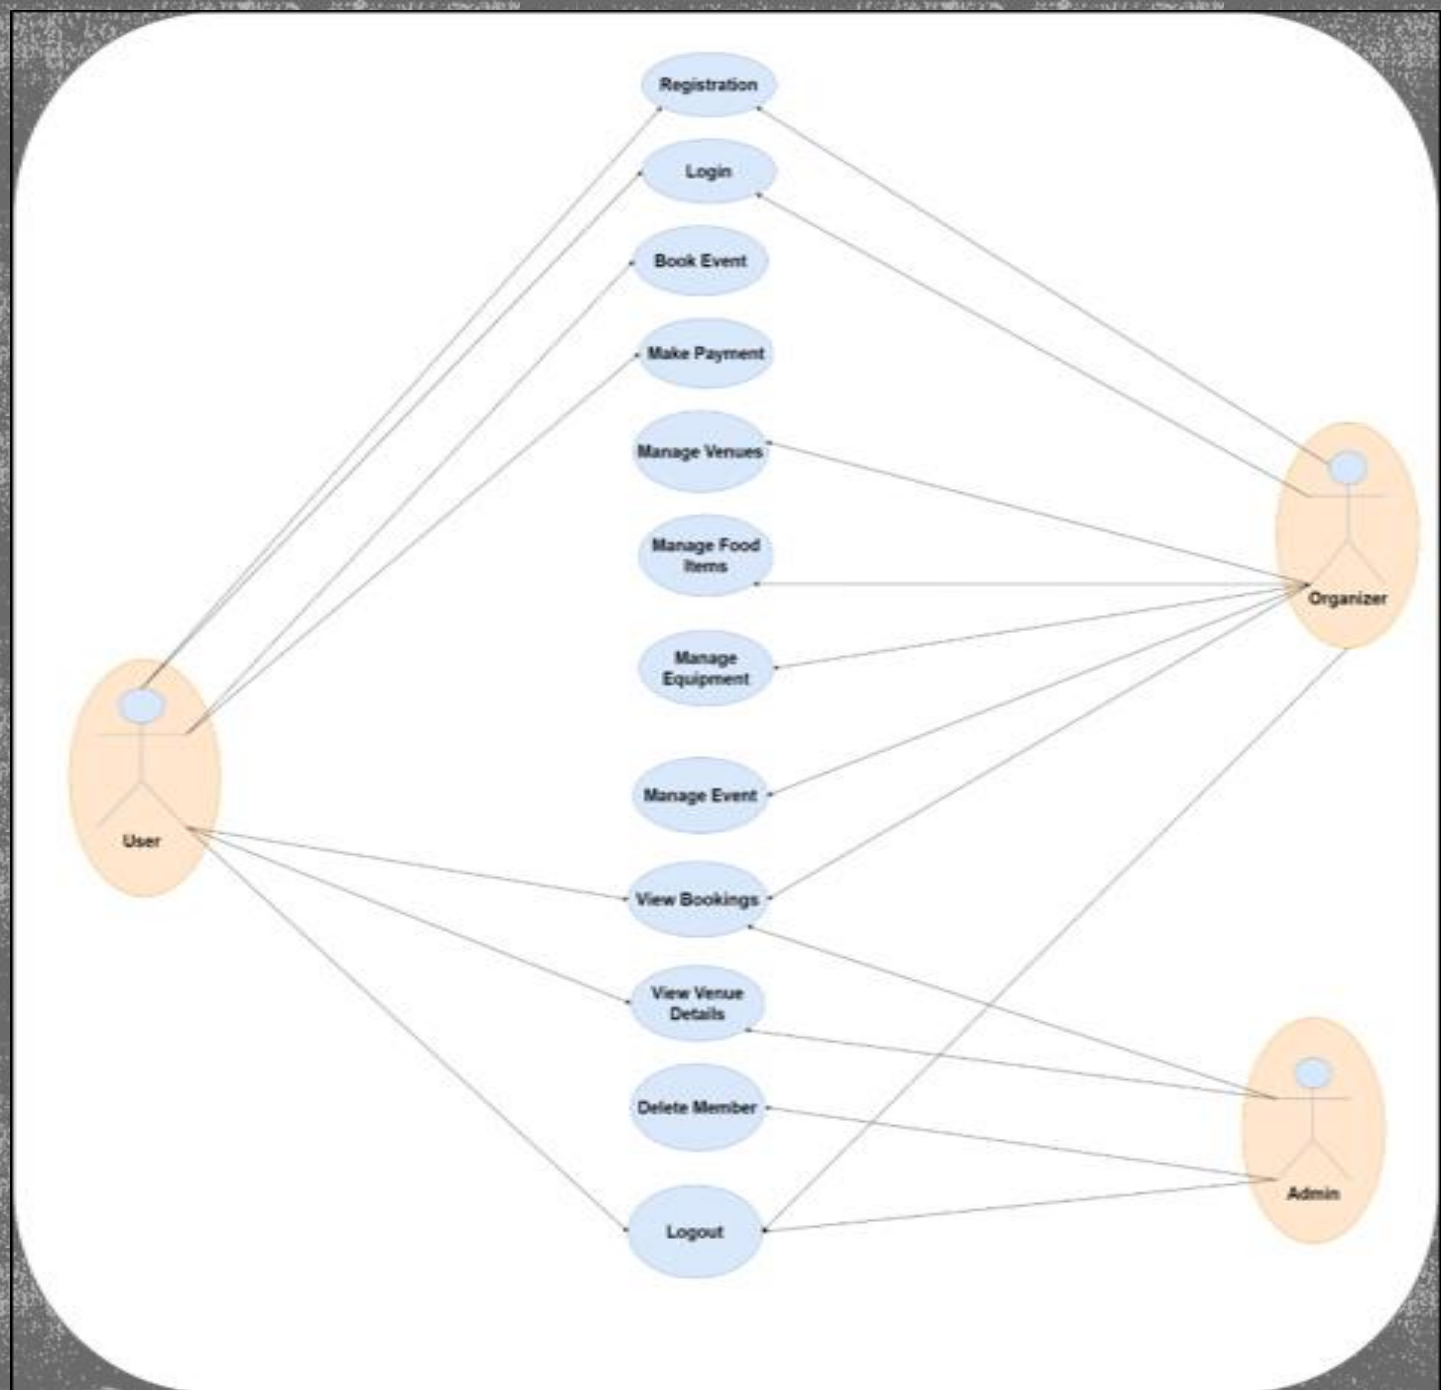 Registration
Login
Book Event
Make Payment
Manage Venues
Manage Food
Items
Organizer
Manage
Equipment
Manage Event
User
View Bookings
View Venue
Details
Delete Member
Admin
Logout